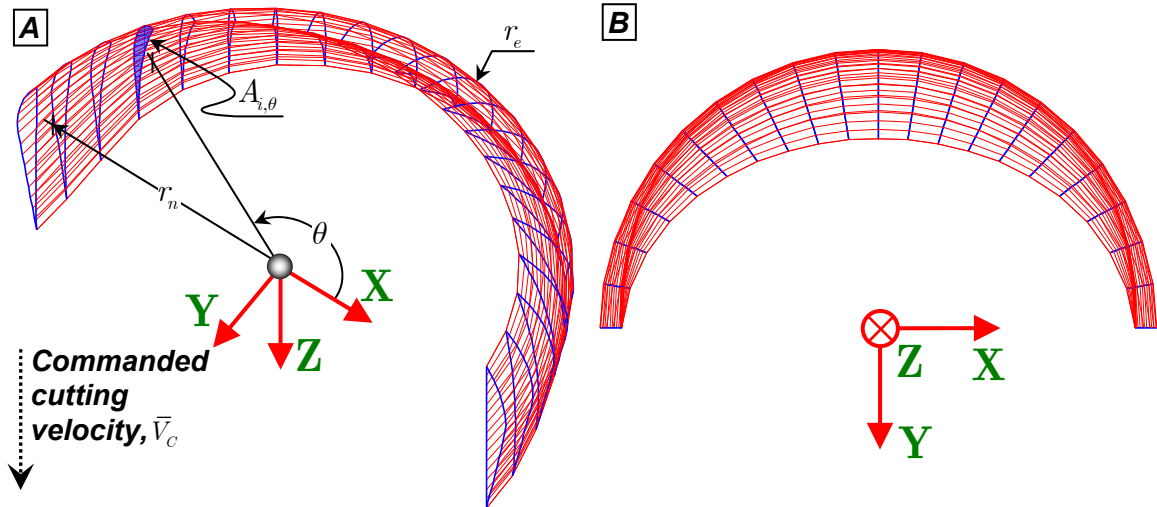 A
r_e
A_{i,θ}
r_n
θ
X
Y
Z
Commanded
cutting
velocity, V̅_C
B
Z
X
Y